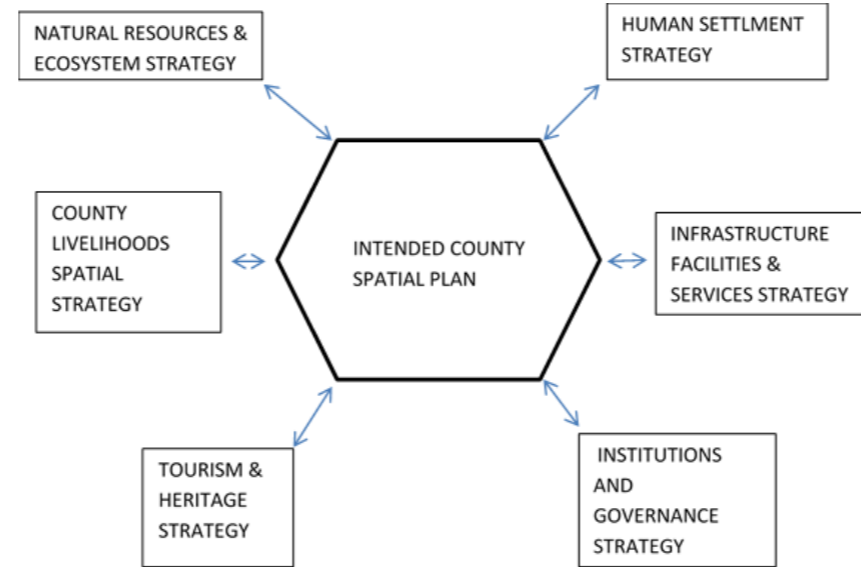 NATURAL RESOURCES &
ECOSYSTEM STRATEGY
HUMAN SETTLMENT
STRATEGY
COUNTY
LIVELIHOODS
SPATIAL
STRATEGY
INTENDED COUNTY
SPATIAL PLAN
INFRASTRUCTURE
FACILITIES &
SERVICES STRATEGY
TOURISM &
HERITAGE
STRATEGY
INSTITUTIONS
AND
GOVERNANCE
STRATEGY